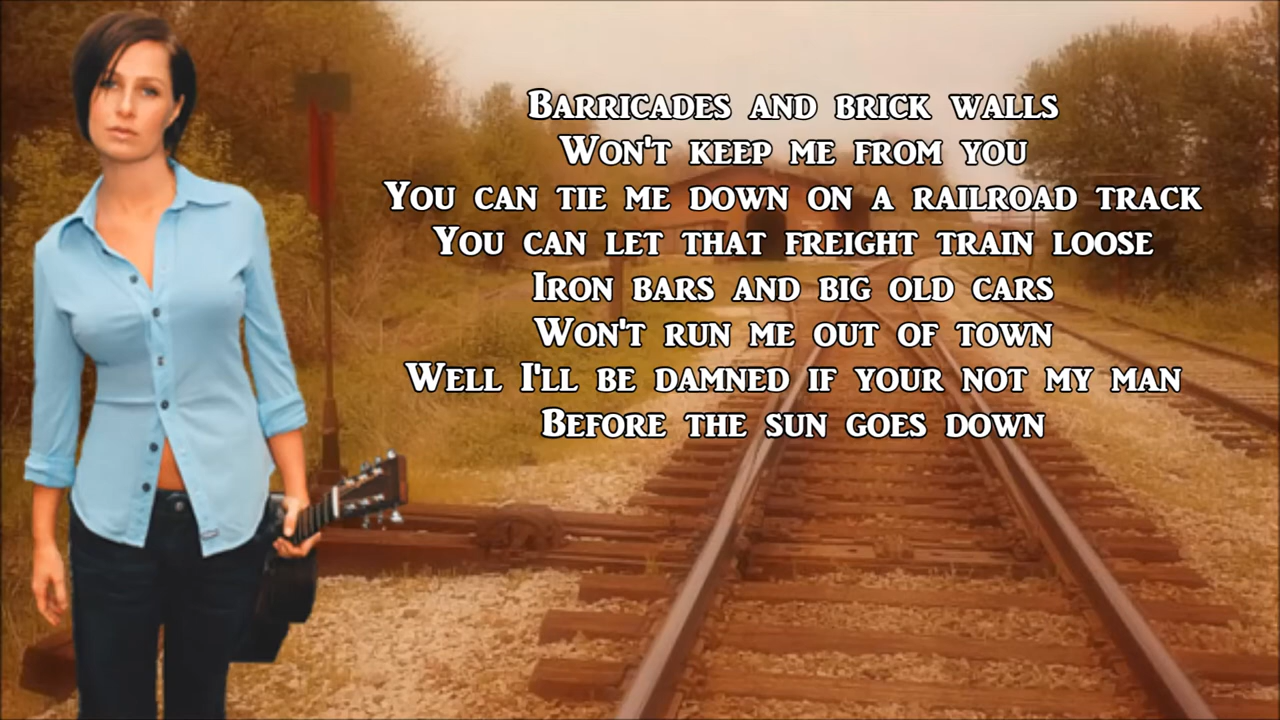 Barricades and brick walls
Won't keep me from you
You can tie me down on a railroad track
You can let that freight train loose
Iron bars and big old cars
Won't run me out of town
Well I'll be damned if your not my man
Before the sun goes down